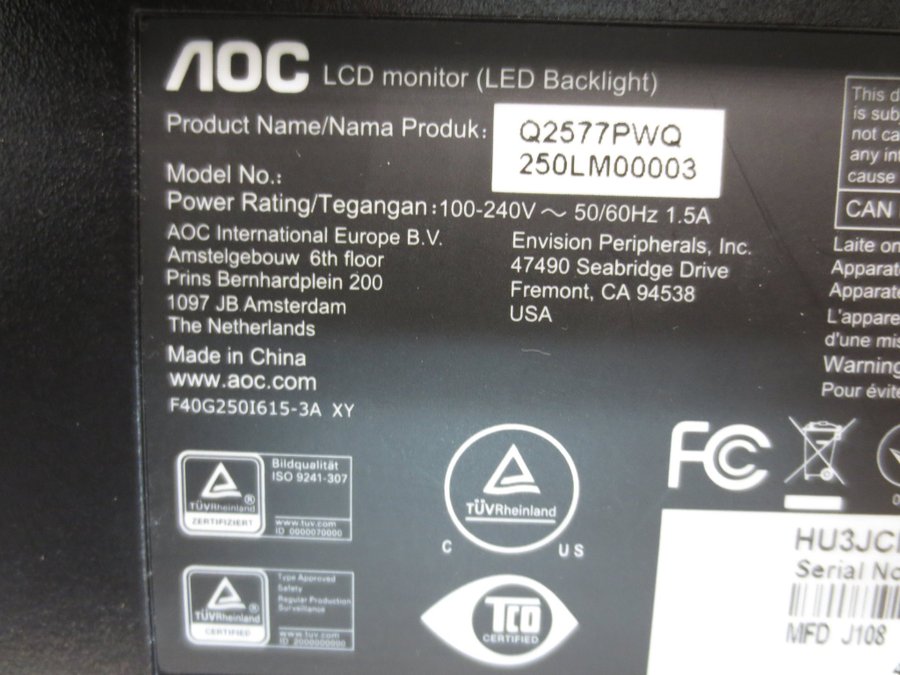 AOC LCD monitor (LED Backlight)
Product Name/Nama Produk: Q2577PWQ
Model No.: 250LM00003
Power Rating/Tegangan:100-240V ～ 50/60Hz 1.5A
AOC International Europe B.V.
Amstelgebouw 6th floor
Prins Bernhardplein 200
1097 JB Amsterdam
The Netherlands
Envision Peripherals, Inc.
47490 Seabridge Drive
Fremont, CA 94538
USA
Made in China
www.aoc.com
F40G250I615-3A XY
This d
is sub
not ca
any int
cause
CAN
Laite on
Apparate
Apparate
L'appare
d'une mis
Warning
Pour évite
TÜVRheinland
ZERTIFIZIERT
Bildqualität
ISO 9241-307
www.tuv.com
ID 0000070000
TÜVRheinland
C US
FC
TÜVRheinland
CERTIFIED
Type Approved
Safety
Regular Production
Surveillance
www.tuv.com
ID 2000000000
TCO
CERTIFIED
HU3JC
Serial No
MFD J108